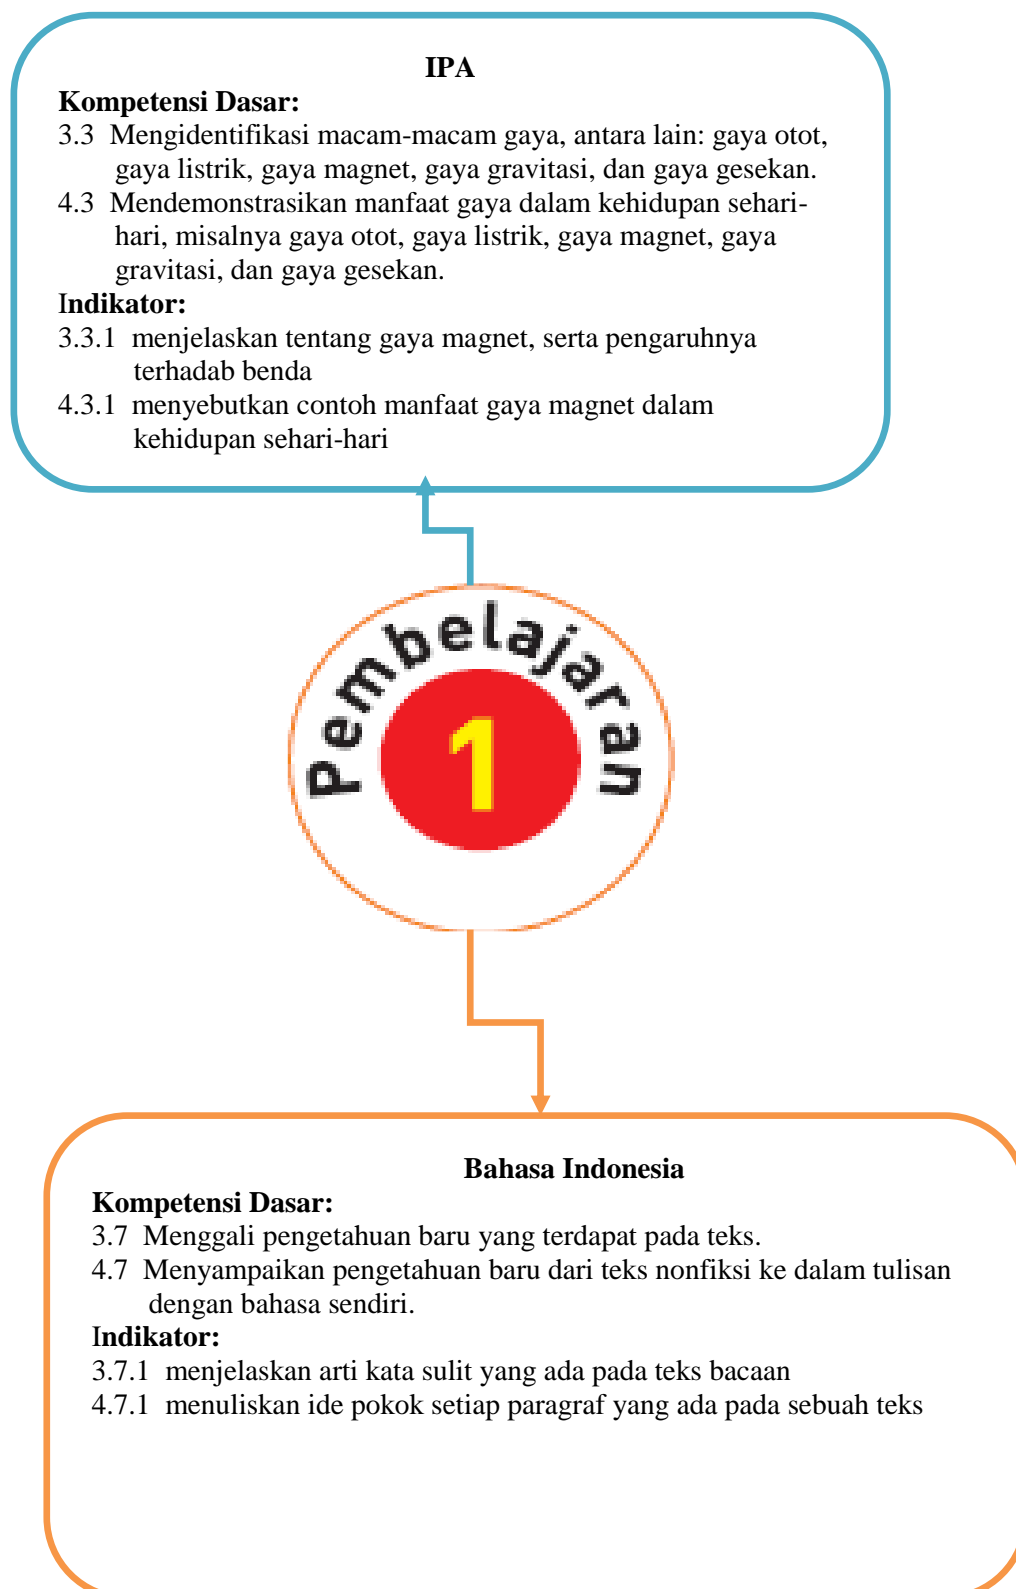 IPA
Kompetensi Dasar:
3.3 Mengidentifikasi macam-macam gaya, antara lain: gaya otot,
gaya listrik, gaya magnet, gaya gravitasi, dan gaya gesekan.
4.3 Mendemonstrasikan manfaat gaya dalam kehidupan sehari-
hari, misalnya gaya otot, gaya listrik, gaya magnet, gaya
gravitasi, dan gaya gesekan.
Indikator:
3.3.1 menjelaskan tentang gaya magnet, serta pengaruhnya
terhadab benda
4.3.1 menyebutkan contoh manfaat gaya magnet dalam
kehidupan sehari-hari
Pembelajaran
1
Bahasa Indonesia
Kompetensi Dasar:
3.7 Menggali pengetahuan baru yang terdapat pada teks.
4.7 Menyampaikan pengetahuan baru dari teks nonfiksi ke dalam tulisan
dengan bahasa sendiri.
Indikator:
3.7.1 menjelaskan arti kata sulit yang ada pada teks bacaan
4.7.1 menuliskan ide pokok setiap paragraf yang ada pada sebuah teks